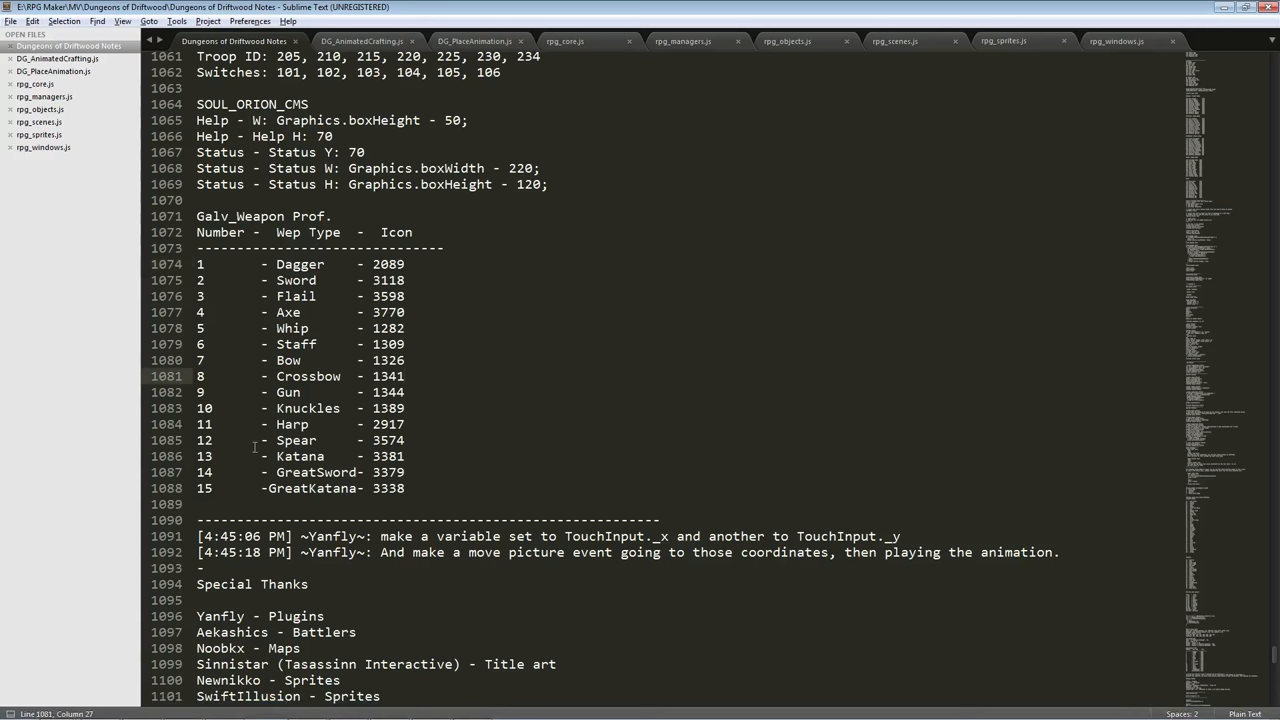 E:\RPG Maker\MV\Dungeons of Driftwood\Dungeons of Driftwood Notes - Sublime Text (UNREGISTERED)
File Edit Selection Find View Goto Tools Project Preferences Help
OPEN FILES
Dungeons of Driftwood Notes
DG_AnimatedCrafting.js
DG_PlaceAnimation.js
rpg_core.js
rpg_managers.js
rpg_objects.js
rpg_scenes.js
rpg_sprites.js
rpg_windows.js
Dungeons of Driftwood Notes DG_AnimatedCrafting.js DG_PlaceAnimation.js rpg_core.js rpg_managers.js rpg_objects.js rpg_scenes.js rpg_sprites.js rpg_windows.js
1061 Troop ID: 205, 210, 215, 220, 225, 230, 234
1062 Switches: 101, 102, 103, 104, 105, 106
1063
1064 SOUL_ORION_CMS
1065 Help - W: Graphics.boxHeight - 50;
1066 Help - Help H: 70
1067 Status - Status Y: 70
1068 Status - Status W: Graphics.boxWidth - 220;
1069 Status - Status H: Graphics.boxHeight - 120;
1070
1071 Galv_Weapon Prof.
1072 Number - Wep Type - Icon
1073 -------------------------------
1074 1 - Dagger - 2089
1075 2 - Sword - 3118
1076 3 - Flail - 3598
1077 4 - Axe - 3770
1078 5 - Whip - 1282
1079 6 - Staff - 1309
1080 7 - Bow - 1326
1081 8 - Crossbow - 1341
1082 9 - Gun - 1344
1083 10 - Knuckles - 1389
1084 11 - Harp - 2917
1085 12 - Spear - 3574
1086 13 - Katana - 3381
1087 14 - GreatSword- 3379
1088 15 -GreatKatana- 3338
1089
1090 ----------------------------------------------------------
1091 [4:45:06 PM] ~Yanfly~: make a variable set to TouchInput._x and another to TouchInput._y
1092 [4:45:18 PM] ~Yanfly~: And make a move picture event going to those coordinates, then playing the animation.
1093 -
1094 Special Thanks
1095
1096 Yanfly - Plugins
1097 Aekashics - Battlers
1098 Noobkx - Maps
1099 Sinnistar (Tasassinn Interactive) - Title art
1100 Newnikko - Sprites
1101 SwiftIllusion - Sprites
Line 1081, Column 27 Spaces: 2 Plain Text